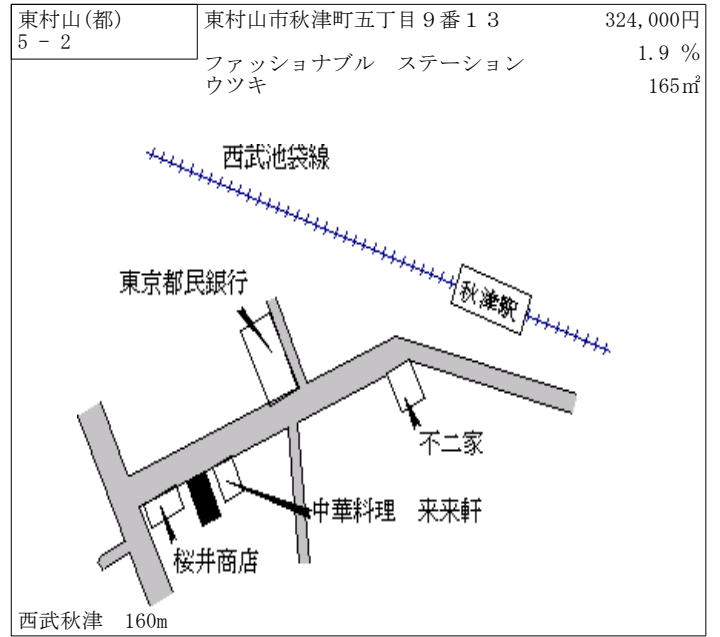 東村山(都)
5 - 2
東村山市秋津町五丁目９番１３
324,000円
1.9 %
ファッショナブル　ステーション
ウツキ
165㎡
西武池袋線
秋津駅
東京都民銀行
不二家
中華料理　来来軒
桜井商店
西武秋津　160m